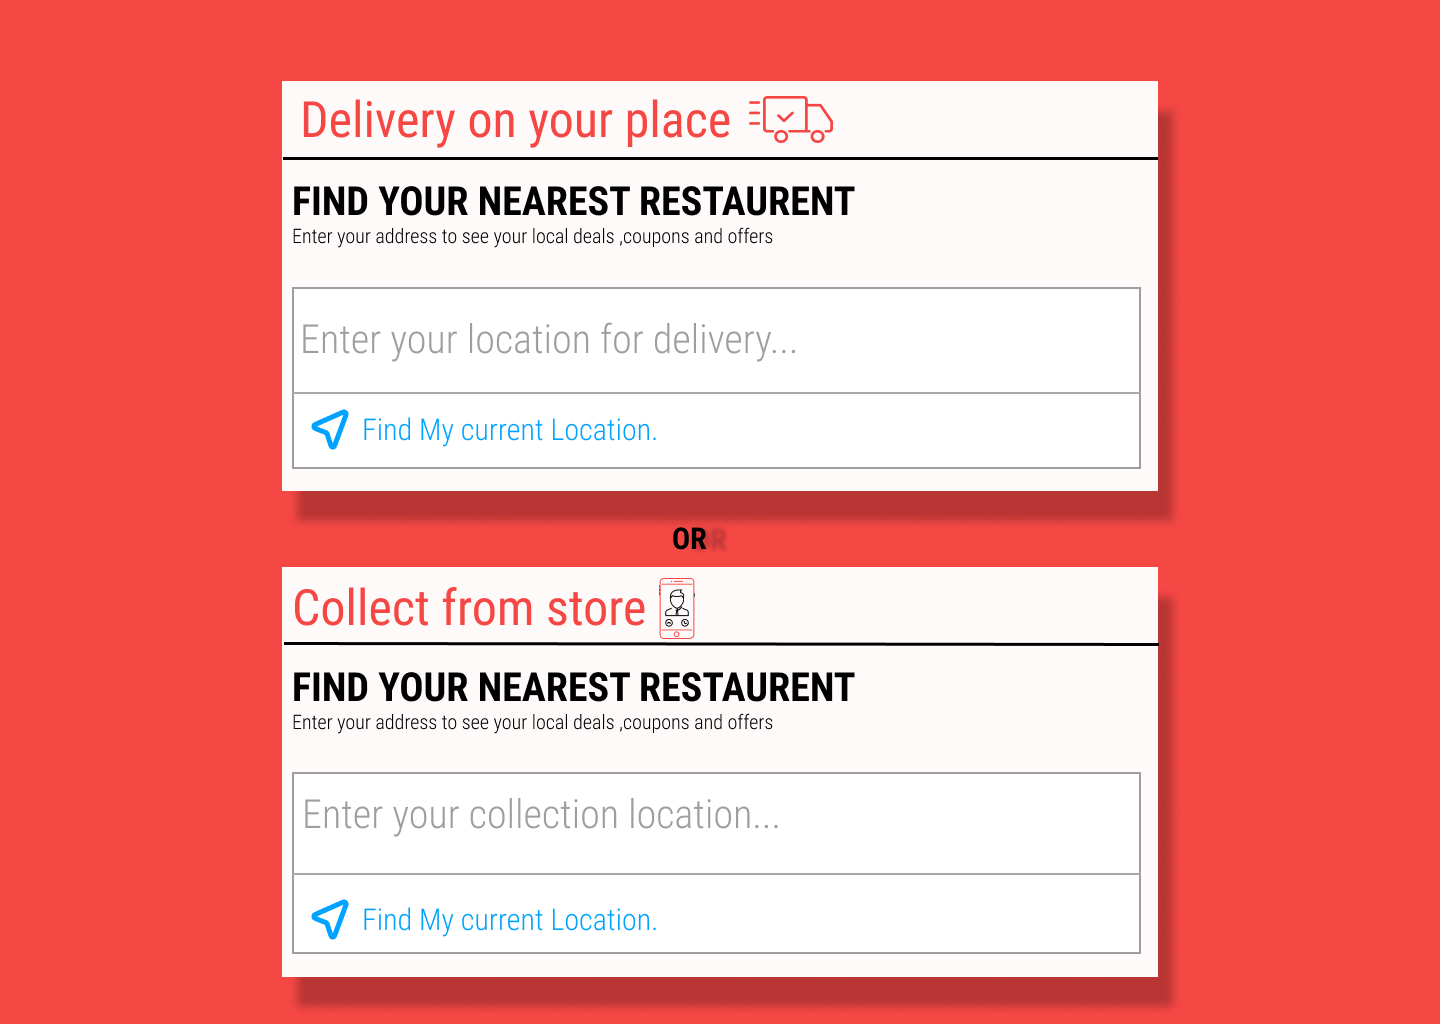 Delivery on your place
FIND YOUR NEAREST RESTAURENT
Enter your address to see your local deals ,coupons and offers
Enter your location for delivery...
Find My current Location.
OR
Collect from store
FIND YOUR NEAREST RESTAURENT
Enter your address to see your local deals ,coupons and offers
Enter your collection location...
Find My current Location.